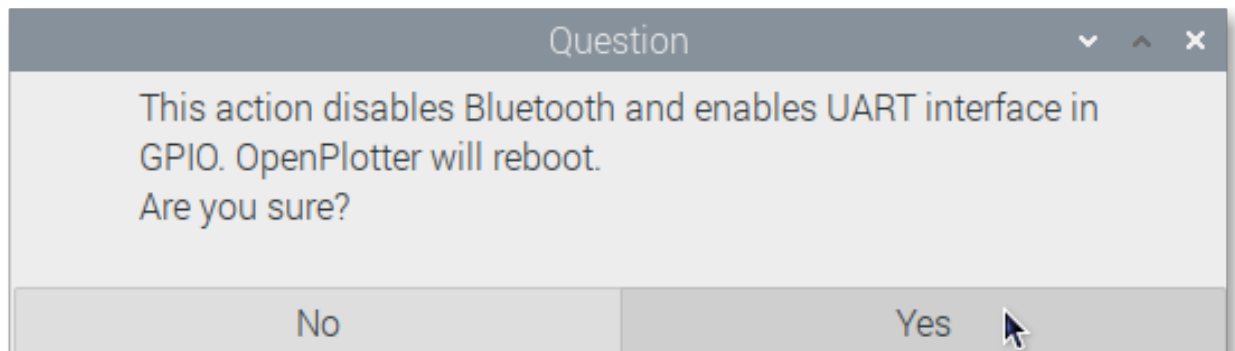 Question
This action disables Bluetooth and enables UART interface in
GPIO. OpenPlotter will reboot.
Are you sure?
No
Yes